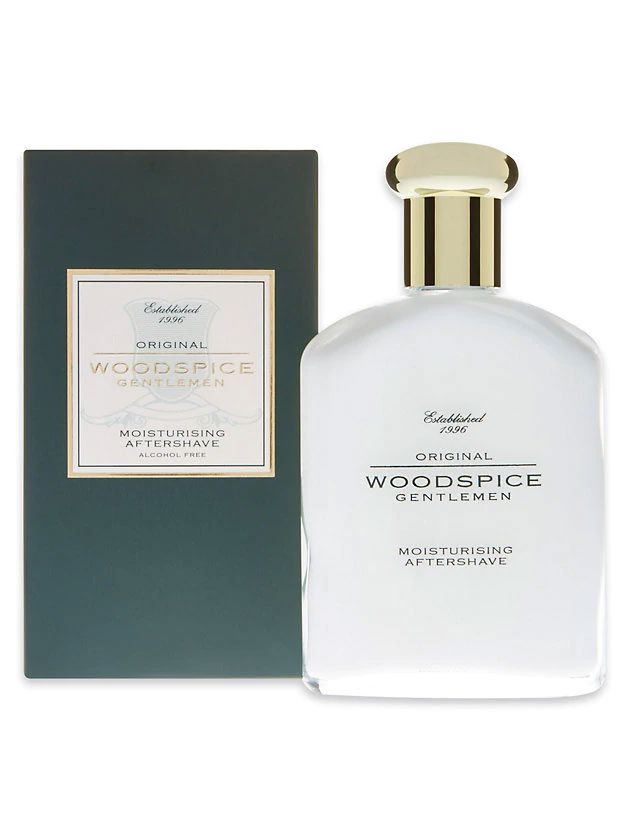 Established
1996
ORIGINAL
WOODSPICE
GENTLEMEN
MOISTURISING
AFTERSHAVE
ALCOHOL FREE
Established
1996
ORIGINAL
WOODSPICE
GENTLEMEN
MOISTURISING
AFTERSHAVE